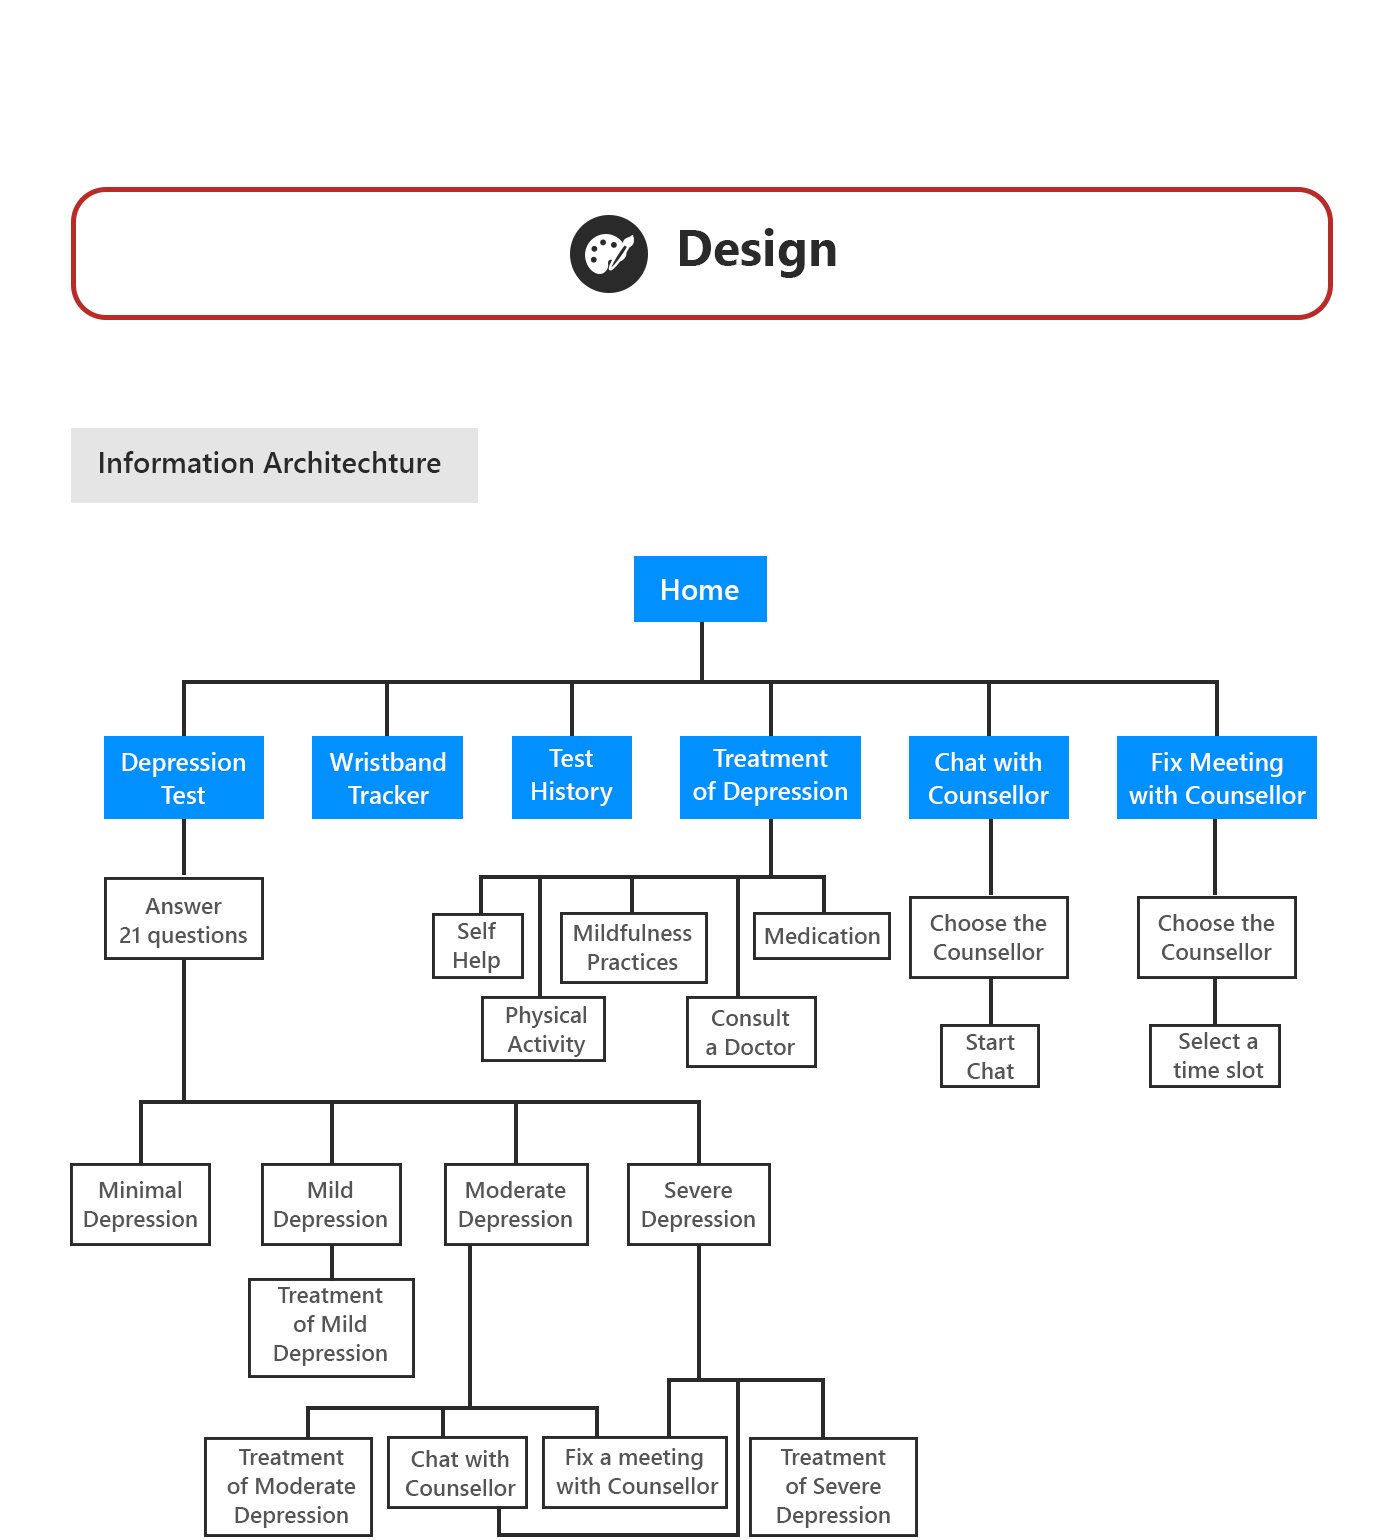 Design
Information Architechture
Home
Depression
Test
Wristband
Tracker
Test
History
Treatment
of Depression
Chat with
Counsellor
Fix Meeting
with Counsellor
Answer
21 questions
Self
Help
Mildfulness
Practices
Medication
Choose the
Counsellor
Choose the
Counsellor
Physical
Activity
Consult
a Doctor
Start
Chat
Select a
time slot
Minimal
Depression
Mild
Depression
Moderate
Depression
Severe
Depression
Treatment
of Mild
Depression
Treatment
of Moderate
Depression
Chat with
Counsellor
Fix a meeting
with Counsellor
Treatment
of Severe
Depression